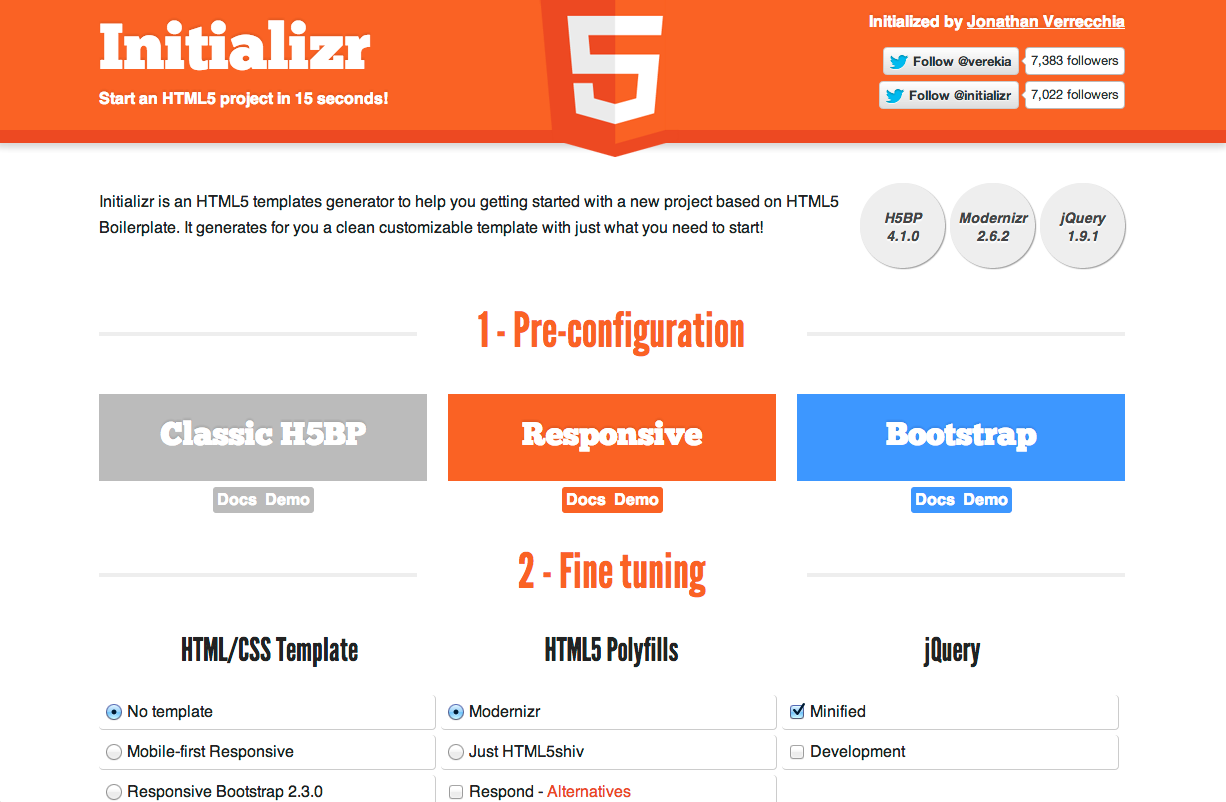 Initializr
Start an HTML5 project in 15 seconds!
5
Initialized by Jonathan Verrecchia
Follow @verekia 7,383 followers
Follow @initializr 7,022 followers
Initializr is an HTML5 templates generator to help you getting started with a new project based on HTML5
Boilerplate. It generates for you a clean customizable template with just what you need to start!
H5BP
4.1.0
Modernizr
2.6.2
jQuery
1.9.1
1 - Pre-configuration
Classic H5BP
Docs Demo
Responsive
Docs Demo
Bootstrap
Docs Demo
2 - Fine tuning
HTML/CSS Template
No template
Mobile-first Responsive
Responsive Bootstrap 2.3.0
HTML5 Polyfills
Modernizr
Just HTML5shiv
Respond - Alternatives
jQuery
Minified
Development